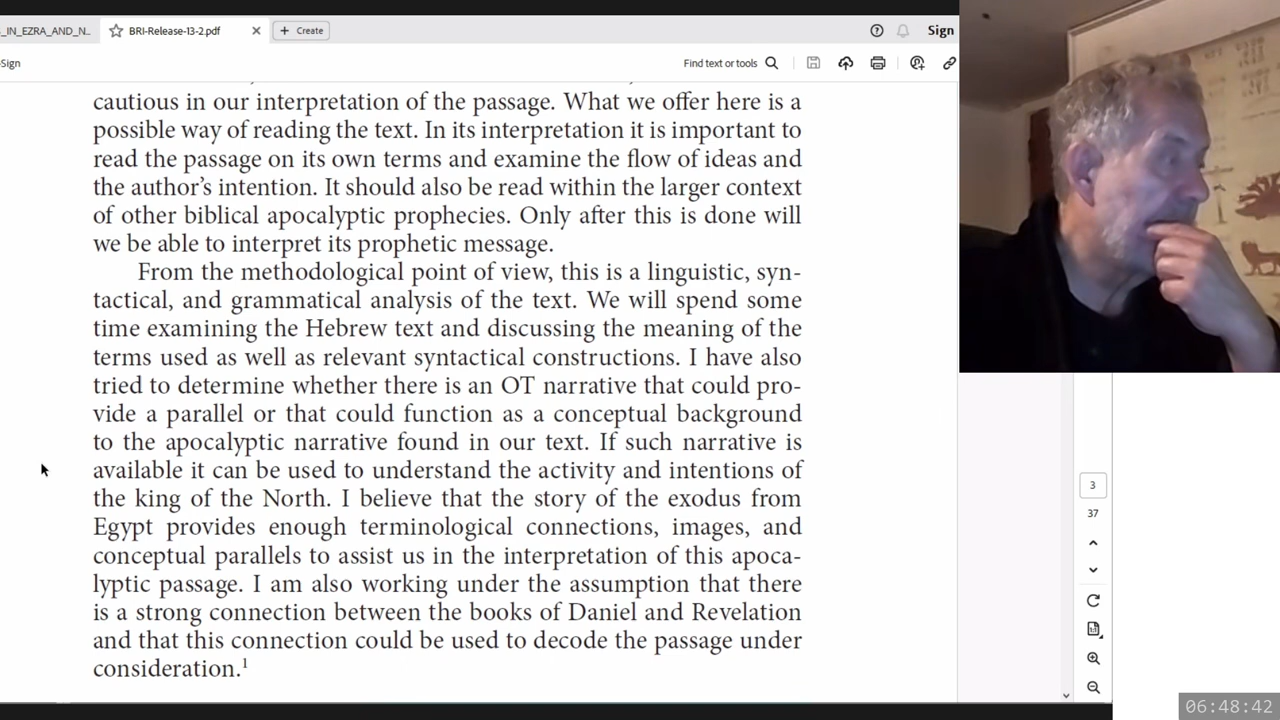 _IN_EZRA_AND_N...
BRI-Release-13-2.pdf
Create
Sign
-Sign
Find text or tools
cautious in our interpretation of the passage. What we offer here is a
possible way of reading the text. In its interpretation it is important to
read the passage on its own terms and examine the flow of ideas and
the author’s intention. It should also be read within the larger context
of other biblical apocalyptic prophecies. Only after this is done will
we be able to interpret its prophetic message.
From the methodological point of view, this is a linguistic, syn-
tactical, and grammatical analysis of the text. We will spend some
time examining the Hebrew text and discussing the meaning of the
terms used as well as relevant syntactical constructions. I have also
tried to determine whether there is an OT narrative that could pro-
vide a parallel or that could function as a conceptual background
to the apocalyptic narrative found in our text. If such narrative is
available it can be used to understand the activity and intentions of
the king of the North. I believe that the story of the exodus from
Egypt provides enough terminological connections, images, and
conceptual parallels to assist us in the interpretation of this apoca-
lyptic passage. I am also working under the assumption that there
is a strong connection between the books of Daniel and Revelation
and that this connection could be used to decode the passage under
consideration.1
3
37
06:48:42